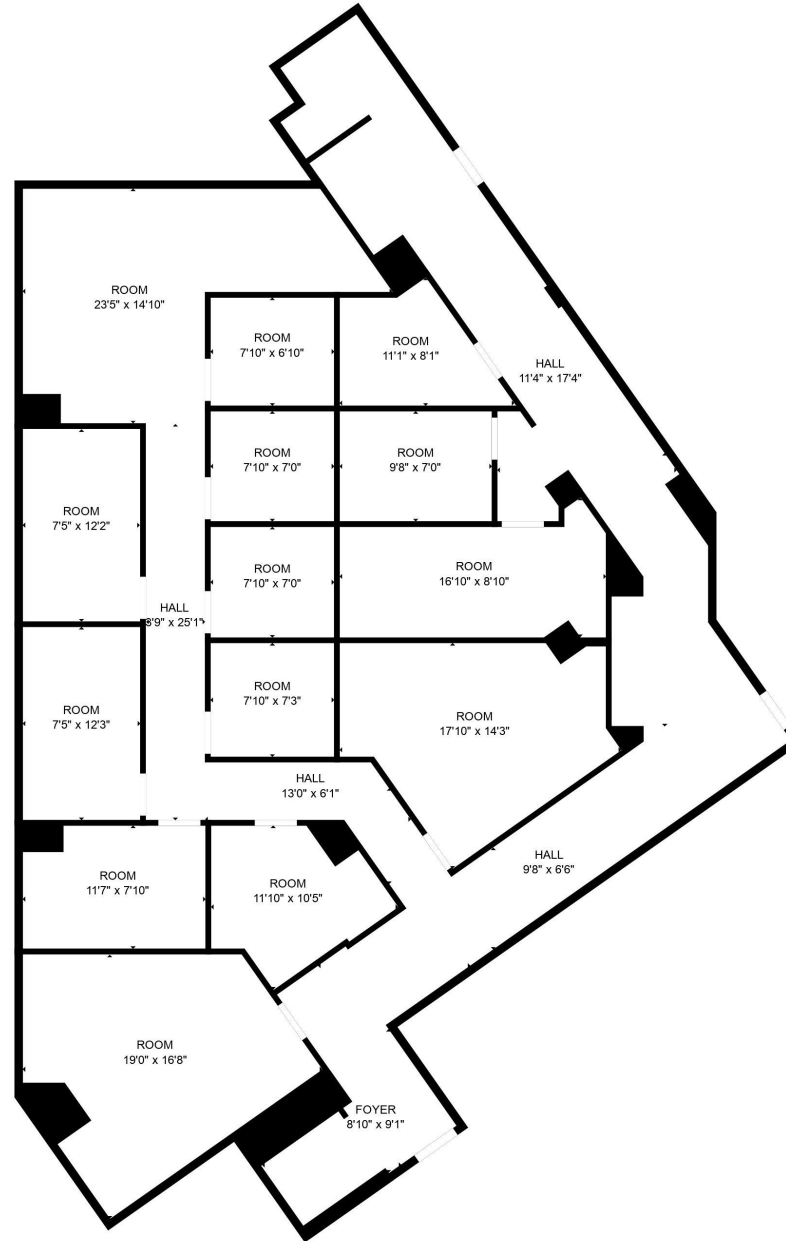 ROOM
23'5" x 14'10"
ROOM
7'10" x 6'10"
ROOM
11'1" x 8'1"
HALL
11'4" x 17'4"
ROOM
7'10" x 7'0"
ROOM
9'8" x 7'0"
ROOM
7'5" x 12'2"
ROOM
7'10" x 7'0"
ROOM
16'10" x 8'10"
HALL
3'9" x 25'1"
ROOM
7'5" x 12'3"
ROOM
7'10" x 7'3"
ROOM
17'10" x 14'3"
HALL
13'0" x 6'1"
HALL
9'8" x 6'6"
ROOM
11'7" x 7'10"
ROOM
11'10" x 10'5"
ROOM
19'0" x 16'8"
FOYER
8'10" x 9'1"